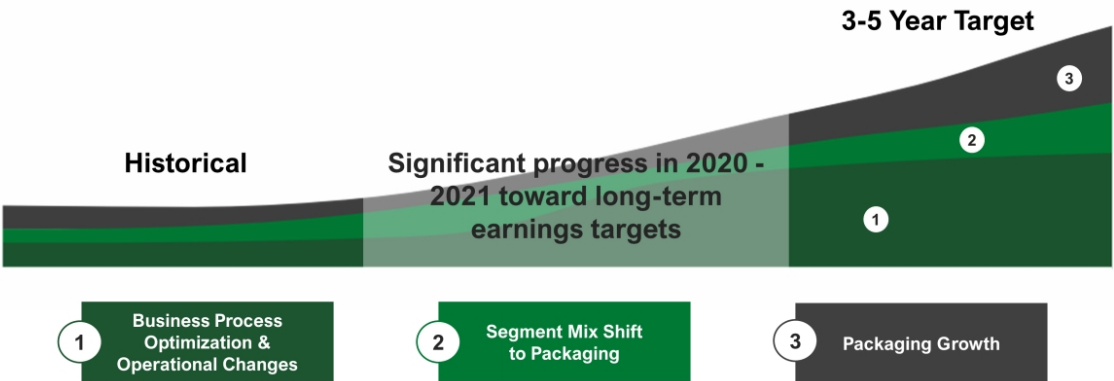 3-5 Year Target
3
2
Historical
Significant progress in 2020 -
2021 toward long-term
earnings targets
1
1
Business Process
Optimization &
Operational Changes
2
Segment Mix Shift
to Packaging
3
Packaging Growth